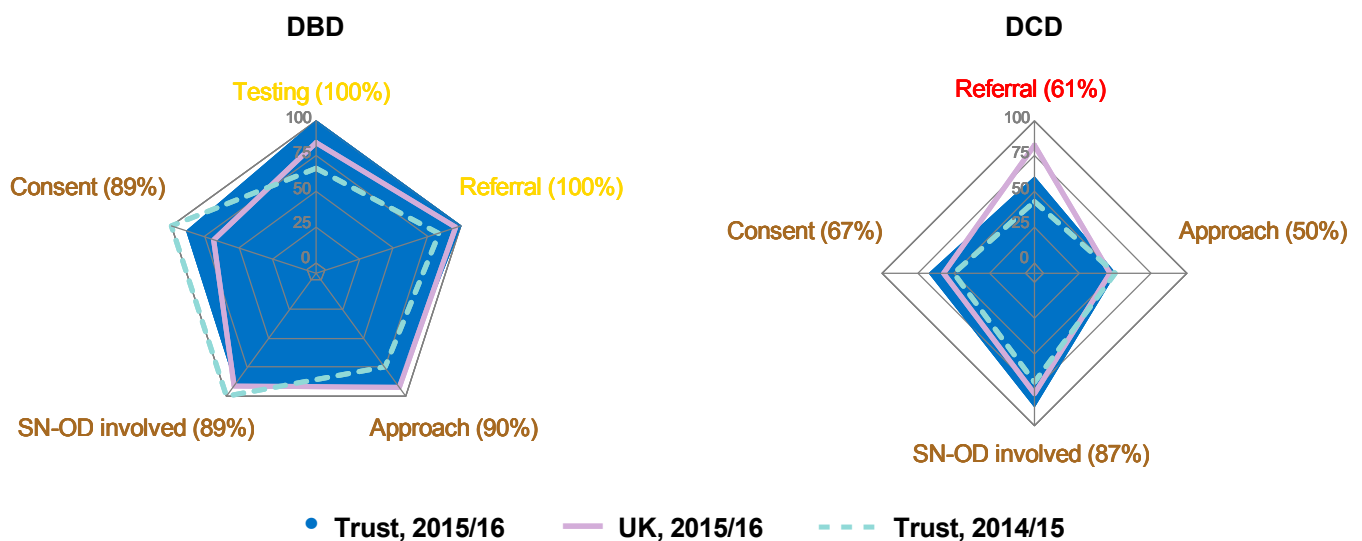 DBD
Testing (100%)
100
75
50
25
0
Consent (89%)
Referral (100%)
SN-OD involved (89%)
Approach (90%)
DCD
Referral (61%)
100
75
50
25
0
Consent (67%)
Approach (50%)
SN-OD involved (87%)
Trust, 2015/16
UK, 2015/16
Trust, 2014/15